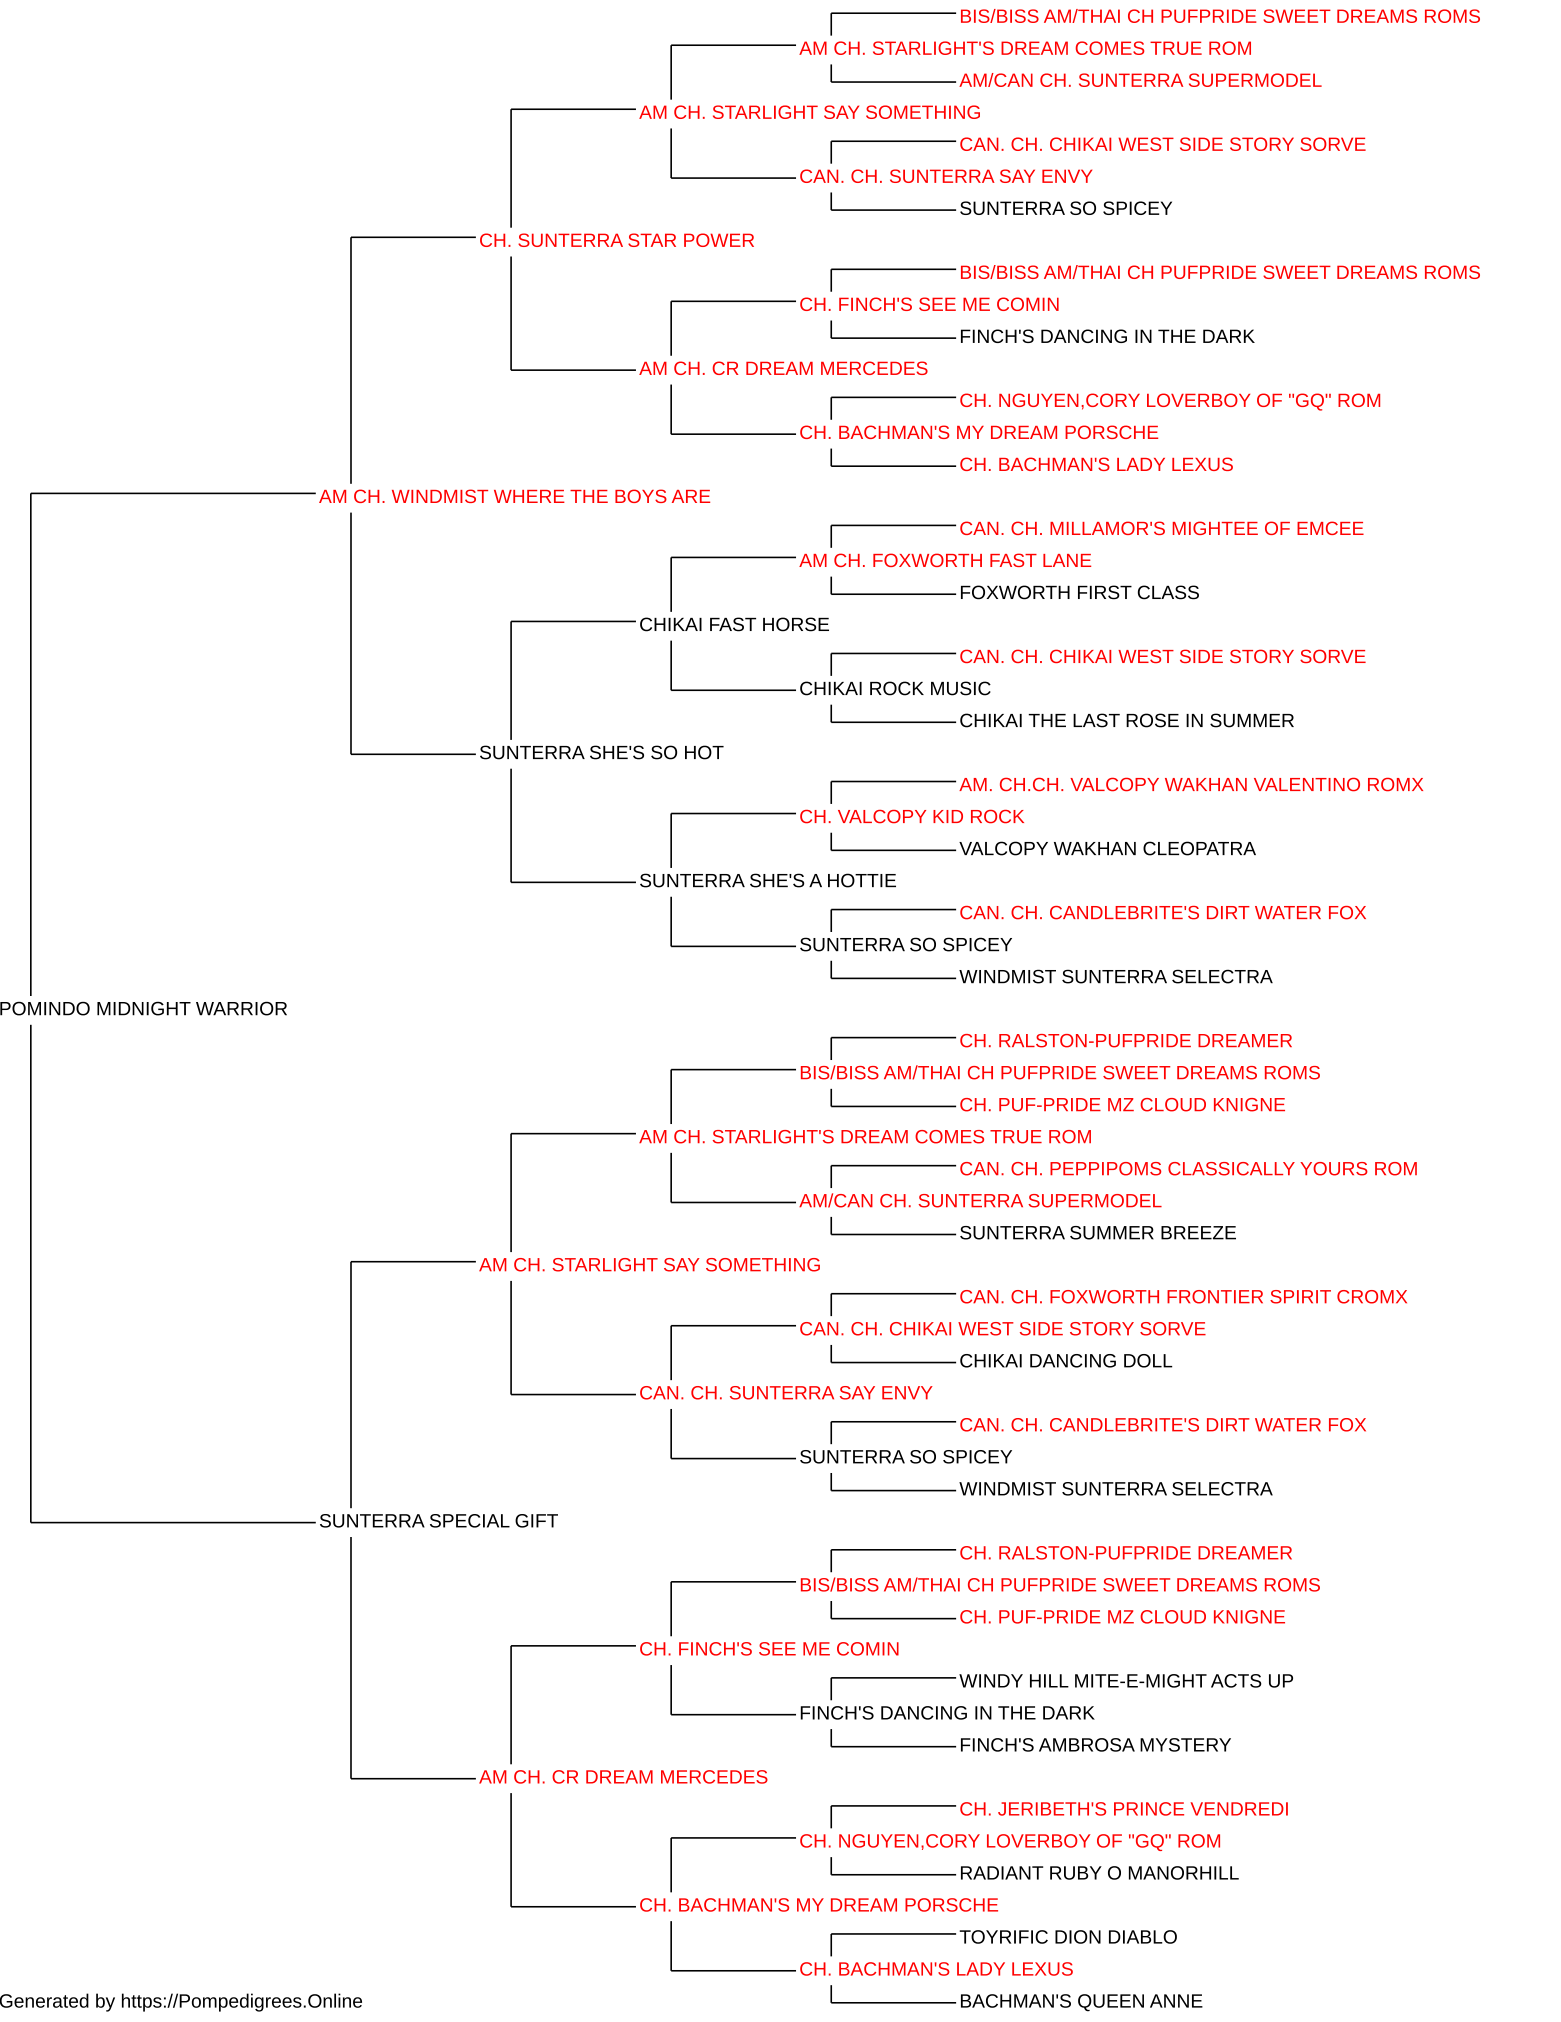 BIS/BISS AM/THAI CH PUFPRIDE SWEET DREAMS ROMS
AM CH. STARLIGHT'S DREAM COMES TRUE ROM
AM/CAN CH. SUNTERRA SUPERMODEL
AM CH. STARLIGHT SAY SOMETHING
CAN. CH. CHIKAI WEST SIDE STORY SORVE
CAN. CH. SUNTERRA SAY ENVY
SUNTERRA SO SPICEY
CH. SUNTERRA STAR POWER
BIS/BISS AM/THAI CH PUFPRIDE SWEET DREAMS ROMS
CH. FINCH'S SEE ME COMIN
FINCH'S DANCING IN THE DARK
AM CH. CR DREAM MERCEDES
CH. NGUYEN,CORY LOVERBOY OF "GQ" ROM
CH. BACHMAN'S MY DREAM PORSCHE
CH. BACHMAN'S LADY LEXUS
AM CH. WINDMIST WHERE THE BOYS ARE
CAN. CH. MILLAMOR'S MIGHTEE OF EMCEE
AM CH. FOXWORTH FAST LANE
FOXWORTH FIRST CLASS
CHIKAI FAST HORSE
CAN. CH. CHIKAI WEST SIDE STORY SORVE
CHIKAI ROCK MUSIC
CHIKAI THE LAST ROSE IN SUMMER
SUNTERRA SHE'S SO HOT
AM. CH.CH. VALCOPY WAKHAN VALENTINO ROMX
CH. VALCOPY KID ROCK
VALCOPY WAKHAN CLEOPATRA
SUNTERRA SHE'S A HOTTIE
CAN. CH. CANDLEBRITE'S DIRT WATER FOX
SUNTERRA SO SPICEY
WINDMIST SUNTERRA SELECTRA
POMINDO MIDNIGHT WARRIOR
CH. RALSTON-PUFPRIDE DREAMER
BIS/BISS AM/THAI CH PUFPRIDE SWEET DREAMS ROMS
CH. PUF-PRIDE MZ CLOUD KNIGNE
AM CH. STARLIGHT'S DREAM COMES TRUE ROM
CAN. CH. PEPPIPOMS CLASSICALLY YOURS ROM
AM/CAN CH. SUNTERRA SUPERMODEL
SUNTERRA SUMMER BREEZE
AM CH. STARLIGHT SAY SOMETHING
CAN. CH. FOXWORTH FRONTIER SPIRIT CROMX
CAN. CH. CHIKAI WEST SIDE STORY SORVE
CHIKAI DANCING DOLL
CAN. CH. SUNTERRA SAY ENVY
CAN. CH. CANDLEBRITE'S DIRT WATER FOX
SUNTERRA SO SPICEY
WINDMIST SUNTERRA SELECTRA
SUNTERRA SPECIAL GIFT
CH. RALSTON-PUFPRIDE DREAMER
BIS/BISS AM/THAI CH PUFPRIDE SWEET DREAMS ROMS
CH. PUF-PRIDE MZ CLOUD KNIGNE
CH. FINCH'S SEE ME COMIN
WINDY HILL MITE-E-MIGHT ACTS UP
FINCH'S DANCING IN THE DARK
FINCH'S AMBROSA MYSTERY
AM CH. CR DREAM MERCEDES
CH. JERIBETH'S PRINCE VENDREDI
CH. NGUYEN,CORY LOVERBOY OF "GQ" ROM
RADIANT RUBY O MANORHILL
CH. BACHMAN'S MY DREAM PORSCHE
TOYRIFIC DION DIABLO
CH. BACHMAN'S LADY LEXUS
BACHMAN'S QUEEN ANNE
Generated by https://Pompedigrees.Online